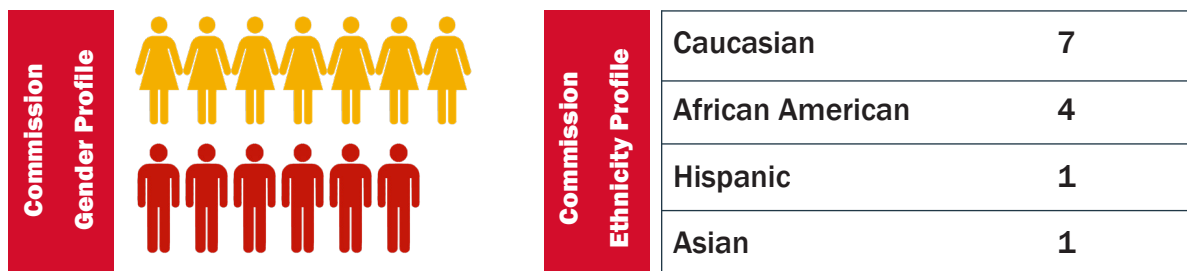 Commission
Gender Profile
Commission
Ethnicity Profile
Caucasian 7
African American 4
Hispanic 1
Asian 1